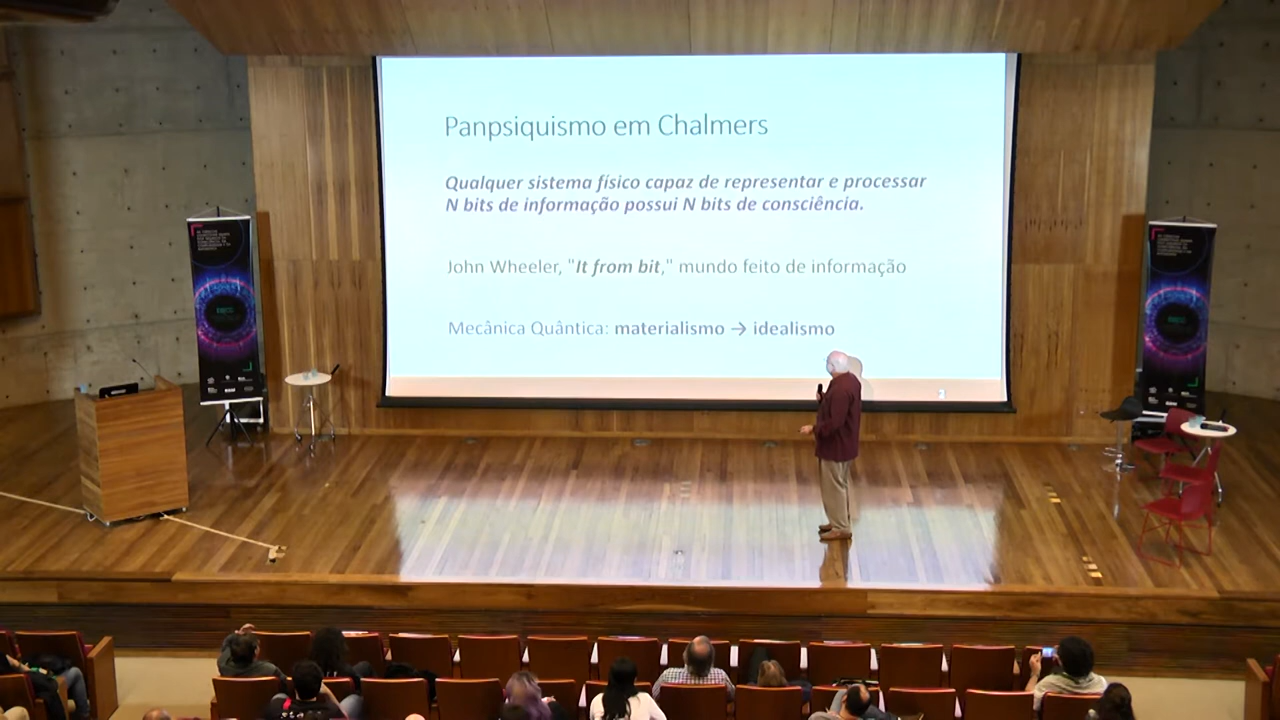 Panpsiquismo em Chalmers
Qualquer sistema físico capaz de representar e processar
N bits de informação possui N bits de consciência.
John Wheeler, "It from bit," mundo feito de informação
Mecânica Quântica: materialismo → idealismo
2